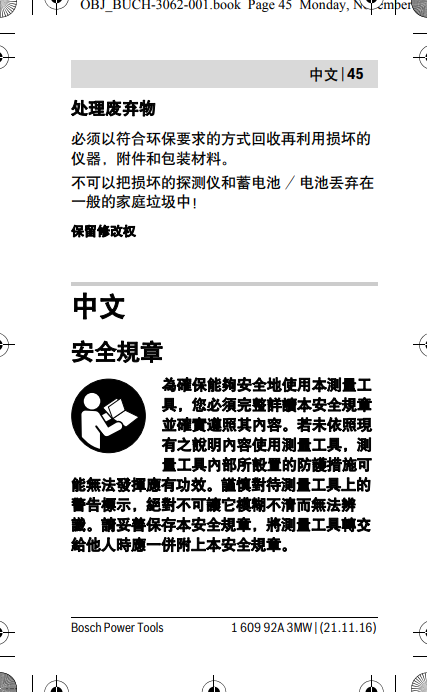 OBJ_BUCH-3062-001.book Page 45 Monday,
中文 | 45
处理废弃物
必须以符合环保要求的方式回收再利用损坏的
仪器，附件和包装材料。
不可以把损坏的探测仪和蓄电池 / 电池丢弃在
一般的家庭垃圾中！
保留修改权
中文
安全規章
為確保能夠安全地使用本測量工
具，您必須完整詳讀本安全規章
並確實遵照其內容。若未依照現
有之說明內容使用測量工具，測
量工具內部所設置的防護措施可
能無法發揮應有功效。謹慎對待測量工具上的
警告標示，絕對不可讓它模糊不清而無法辨
識。請妥善保存本安全規章，將測量工具轉交
給他人時應一併附上本安全規章。
Bosch Power Tools 1 609 92A 3MW | (21.11.16)